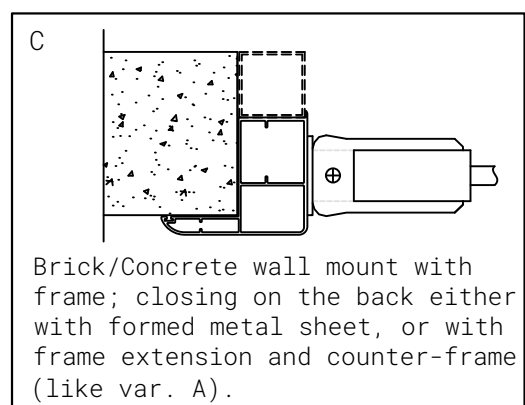 C
Brick/Concrete wall mount with
frame; closing on the back either
with formed metal sheet, or with
frame extension and counter-frame
(like var. A).